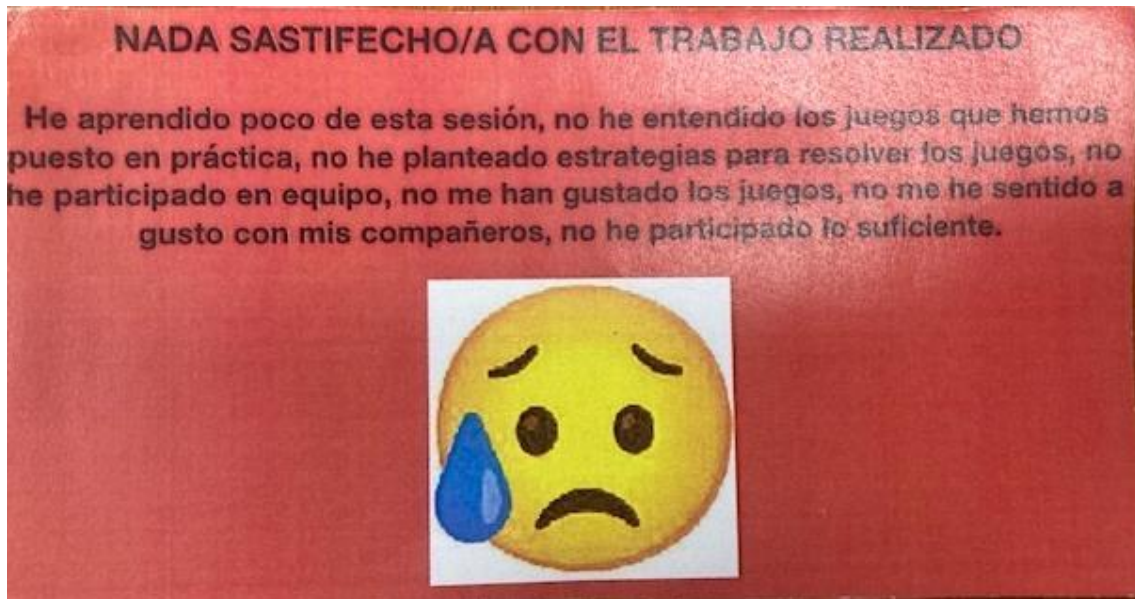 NADA SASTIFECHO/A CON EL TRABAJO REALIZADO
He aprendido poco de esta sesión, no he entendido los juegos que hemos
puesto en práctica, no he planteado estrategias para resolver los juegos, no
he participado en equipo, no me han gustado los juegos, no me he sentido a
gusto con mis compañeros, no he participado lo suficiente.